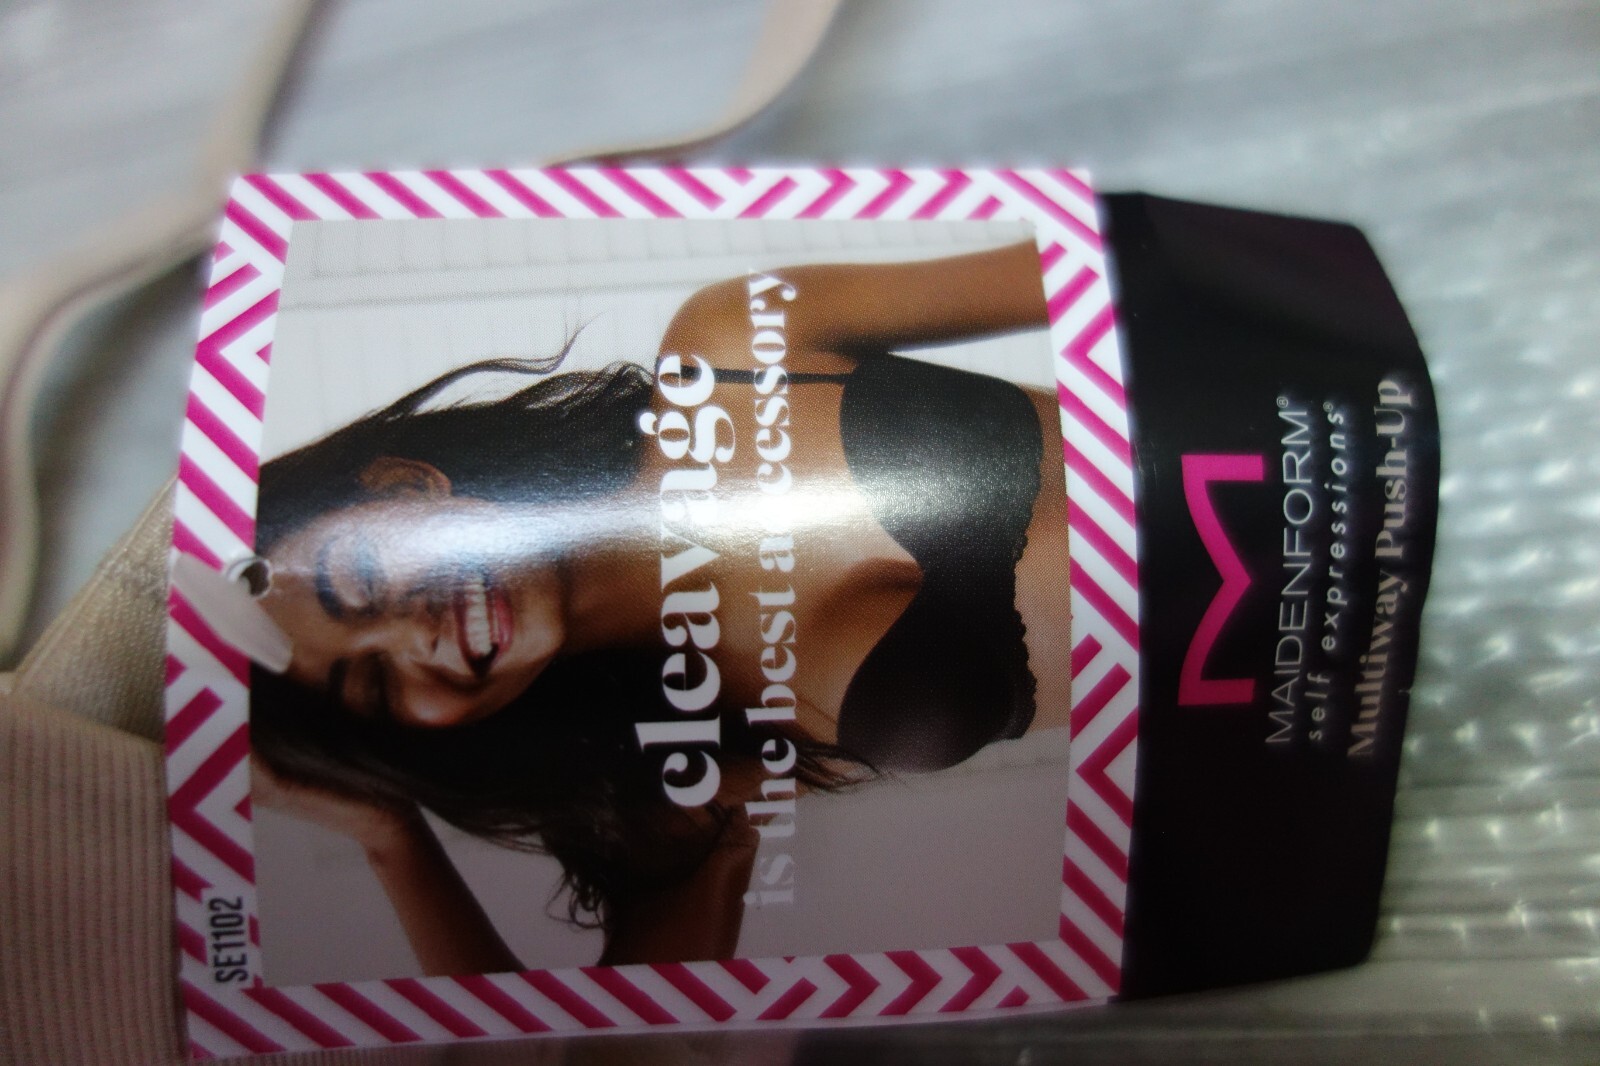 SE1102
cleavage
is the best accessory
MAIDENFORM®
self expressions®
Multiway Push-Up